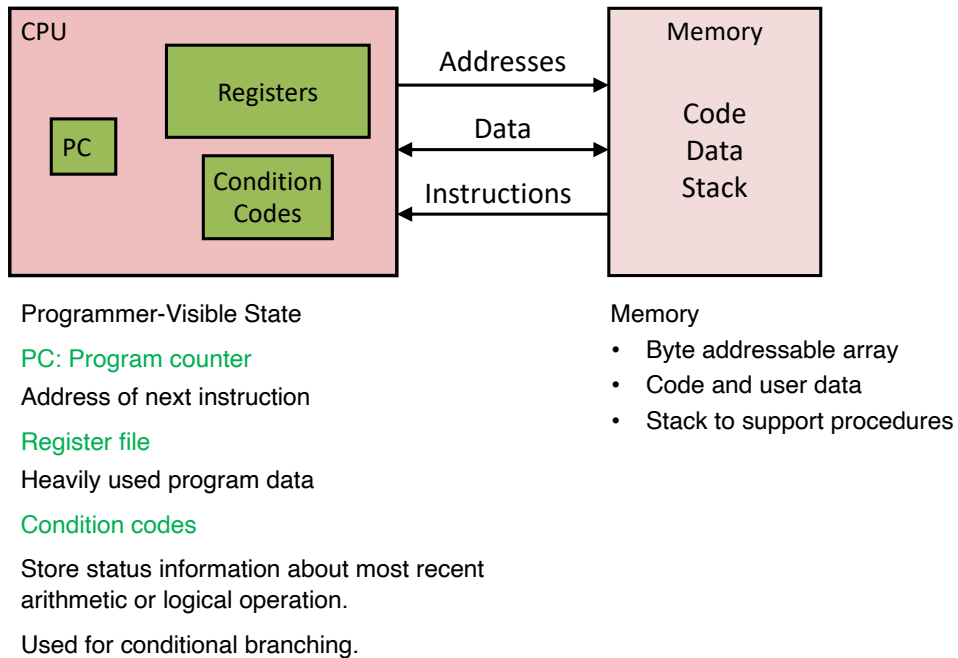 CPU
Registers
PC
Condition
Codes
Addresses
Data
Instructions
Memory
Code
Data
Stack
Programmer-Visible State
PC: Program counter
Address of next instruction
Register file
Heavily used program data
Condition codes
Store status information about most recent
arithmetic or logical operation.
Used for conditional branching.
Memory
• Byte addressable array
• Code and user data
• Stack to support procedures